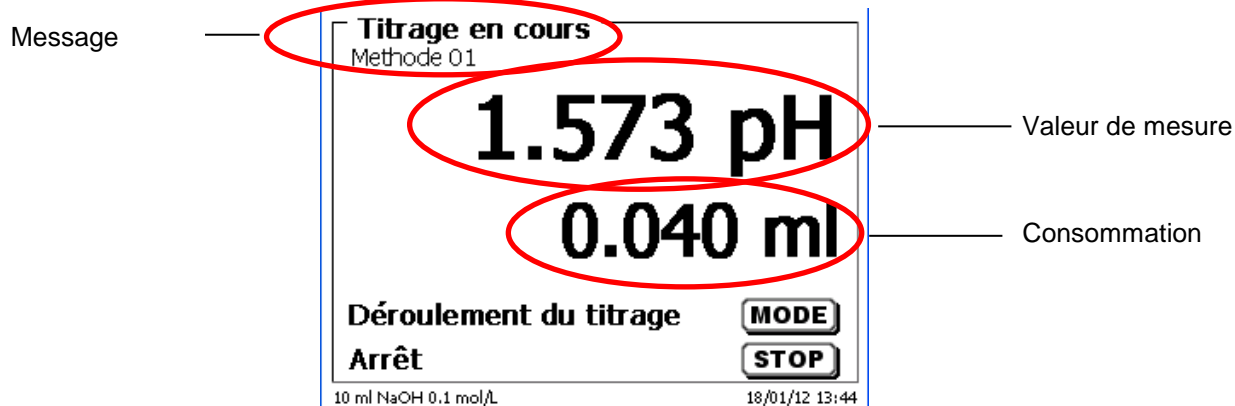 Message
Titrage en cours
Methode 01
1.573 pH
Valeur de mesure
0.040 ml
Consommation
Déroulement du titrage MODE
Arrêt STOP
10 ml NaOH 0.1 mol/L 18/01/12 13:44